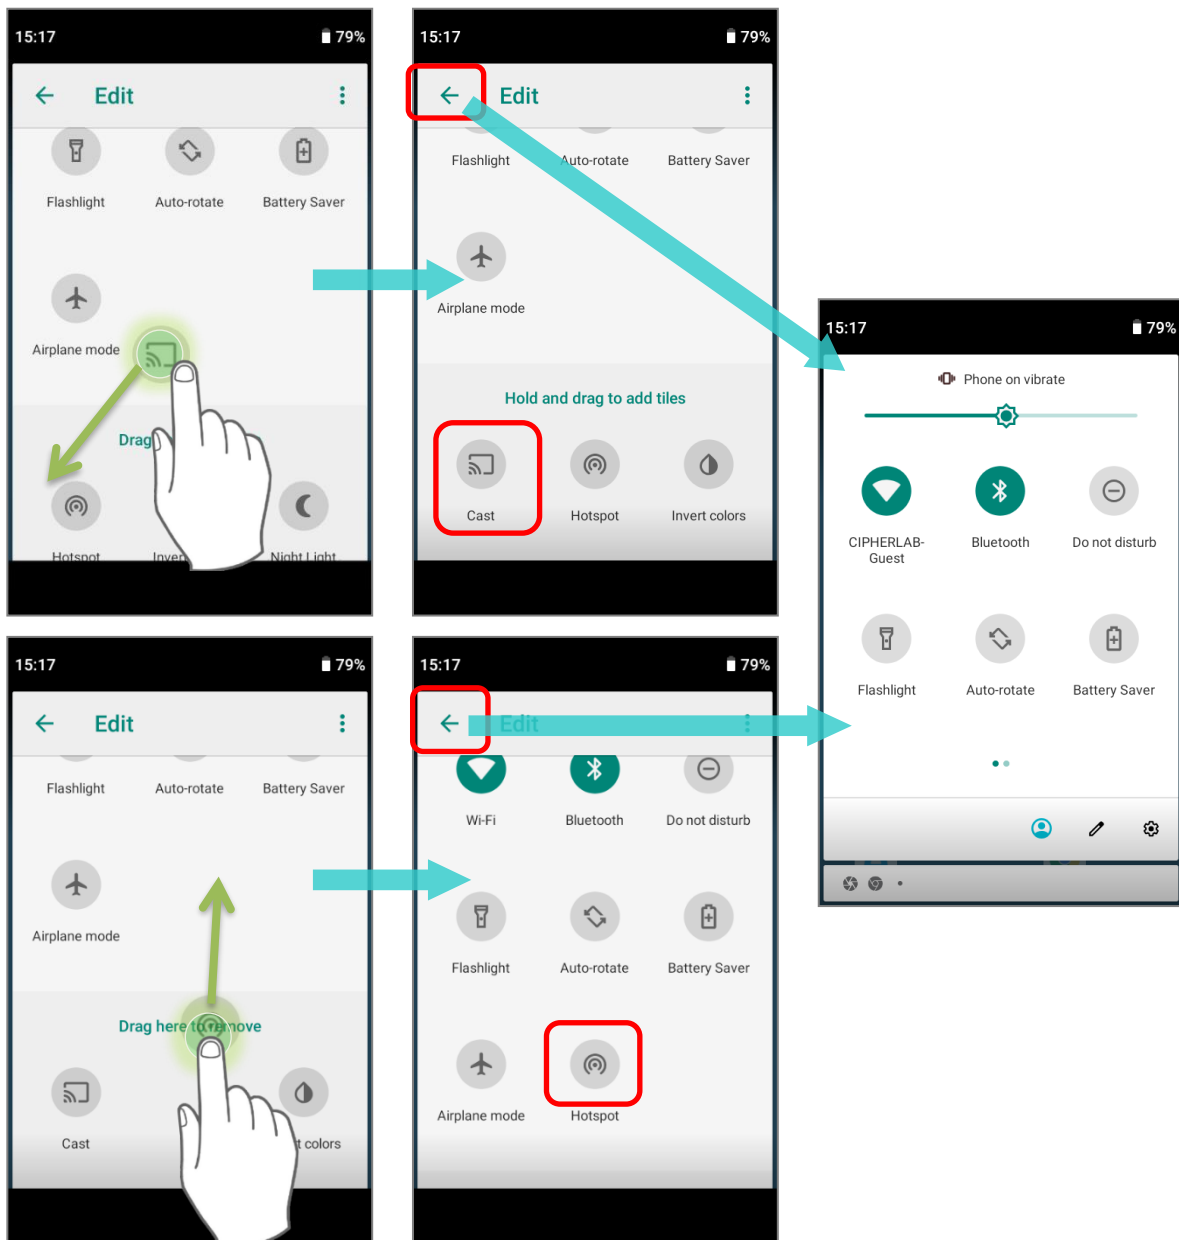 15:17
79%
Edit
Flashlight
Auto-rotate
Battery Saver
Airplane mode
Drag
Hotspot
Inver
Night Light
15:17
79%
Edit
Flashlight
Auto-rotate
Battery Saver
Airplane mode
Hold and drag to add tiles
Cast
Hotspot
Invert colors
15:17
79%
Phone on vibrate
CIPHERLAB-
Guest
Bluetooth
Do not disturb
Flashlight
Auto-rotate
Battery Saver
15:17
79%
Edit
Flashlight
Auto-rotate
Battery Saver
Airplane mode
Drag here to remove
Cast
t colors
15:17
79%
Edit
Wi-Fi
Bluetooth
Do not disturb
Flashlight
Auto-rotate
Battery Saver
Airplane mode
Hotspot